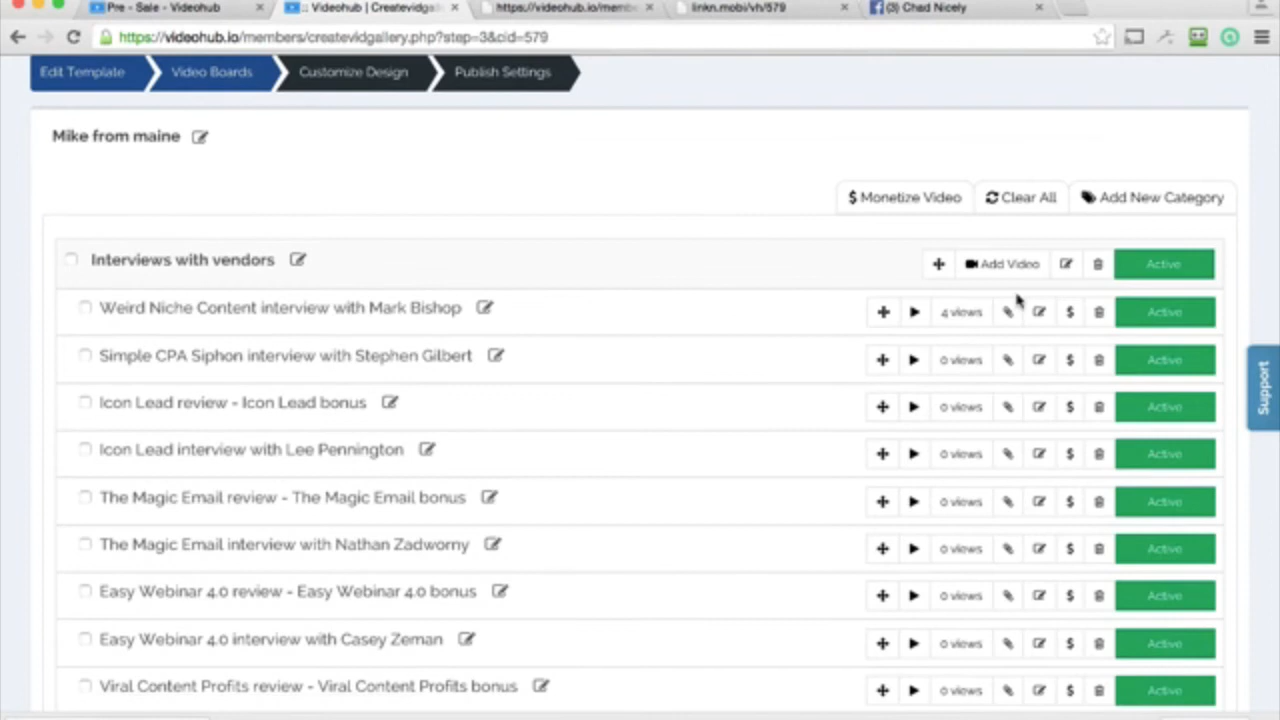 Pre - Sale - Videohub
:: Videohub | Createvidgall
https://videohub.io/membe
linkn.mobi/vh/579
(3) Chad Nicely
https://videohub.io/members/createvidgallery.php?step=3&cid=579
Edit Template
Video Boards
Customize Design
Publish Settings
Mike from maine
$ Monetize Video
Clear All
Add New Category
Interviews with vendors
Add Video
Active
Weird Niche Content interview with Mark Bishop
4 views
$
Active
Simple CPA Siphon interview with Stephen Gilbert
0 views
$
Active
Icon Lead review - Icon Lead bonus
0 views
$
Active
Icon Lead interview with Lee Pennington
0 views
$
Active
The Magic Email review - The Magic Email bonus
0 views
$
Active
The Magic Email interview with Nathan Zadworny
0 views
$
Active
Easy Webinar 4.0 review - Easy Webinar 4.0 bonus
0 views
$
Active
Easy Webinar 4.0 interview with Casey Zeman
0 views
$
Active
Viral Content Profits review - Viral Content Profits bonus
0 views
$
Active
Support